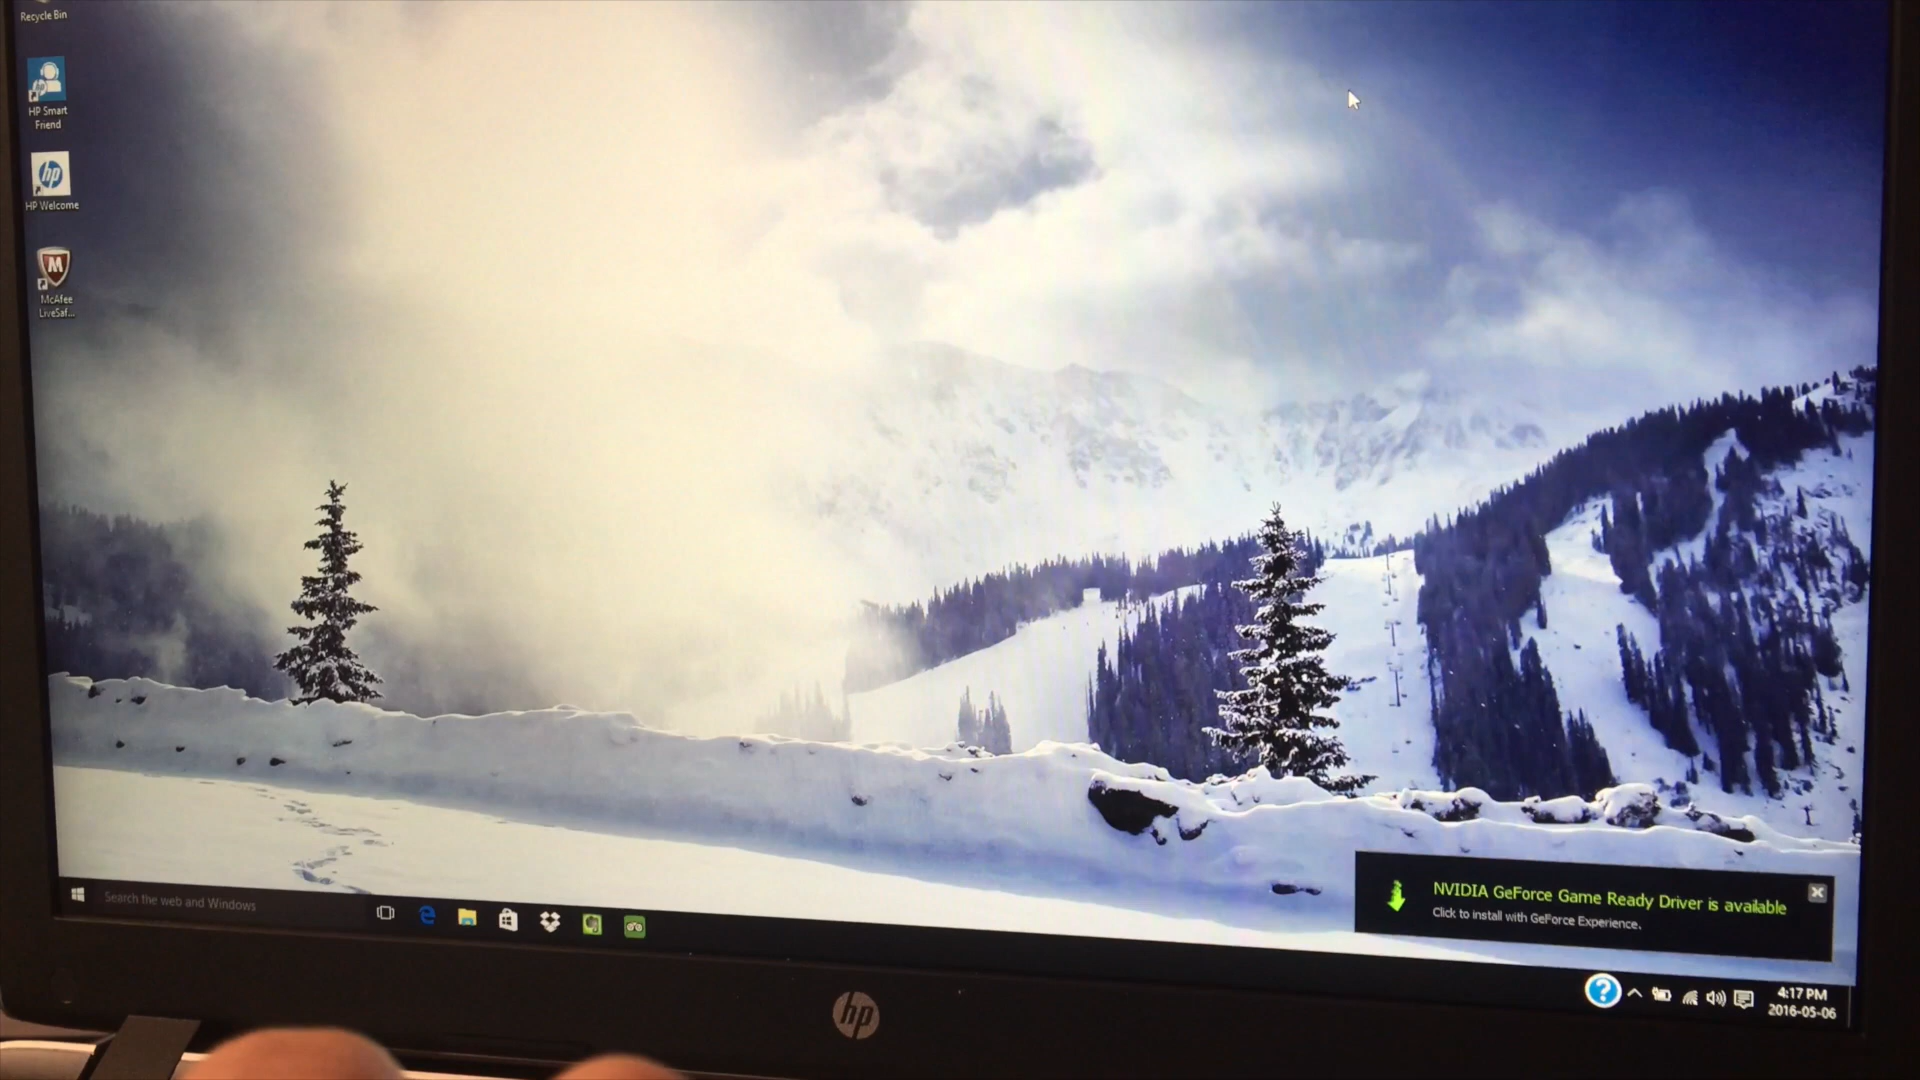 Recycle Bin
HP Smart
Friend
hp
HP Welcome
McAfee
LiveSaf...
NVIDIA GeForce Game Ready Driver is available
Click to install with GeForce Experience.
Search the web and Windows
4:17 PM
2016-05-06
hp